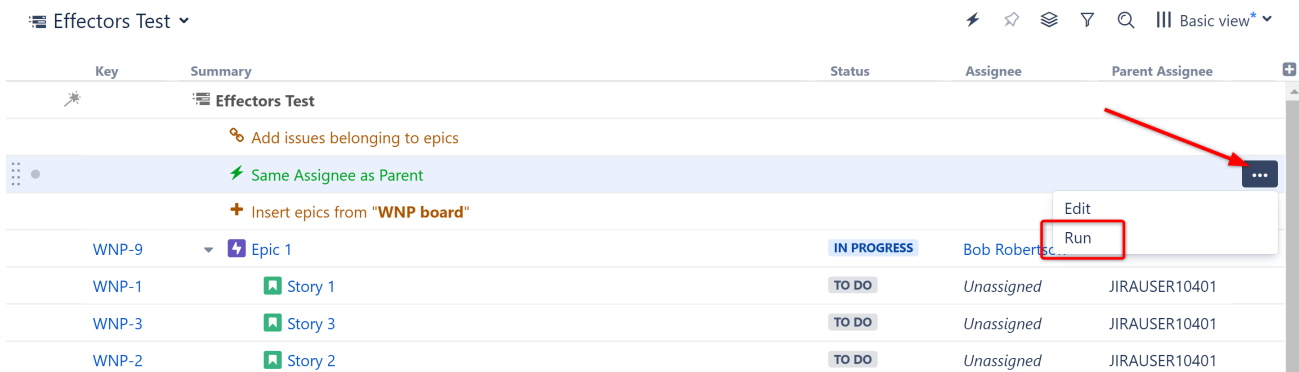 Effectors Test
Basic view*
Key Summary Status Assignee Parent Assignee
Effectors Test
Add issues belonging to epics
Same Assignee as Parent
Insert epics from "WNP board"
Edit
Run
WNP-9 Epic 1 IN PROGRESS Bob Robertson
WNP-1 Story 1 TO DO Unassigned JIRAUSER10401
WNP-3 Story 3 TO DO Unassigned JIRAUSER10401
WNP-2 Story 2 TO DO Unassigned JIRAUSER10401